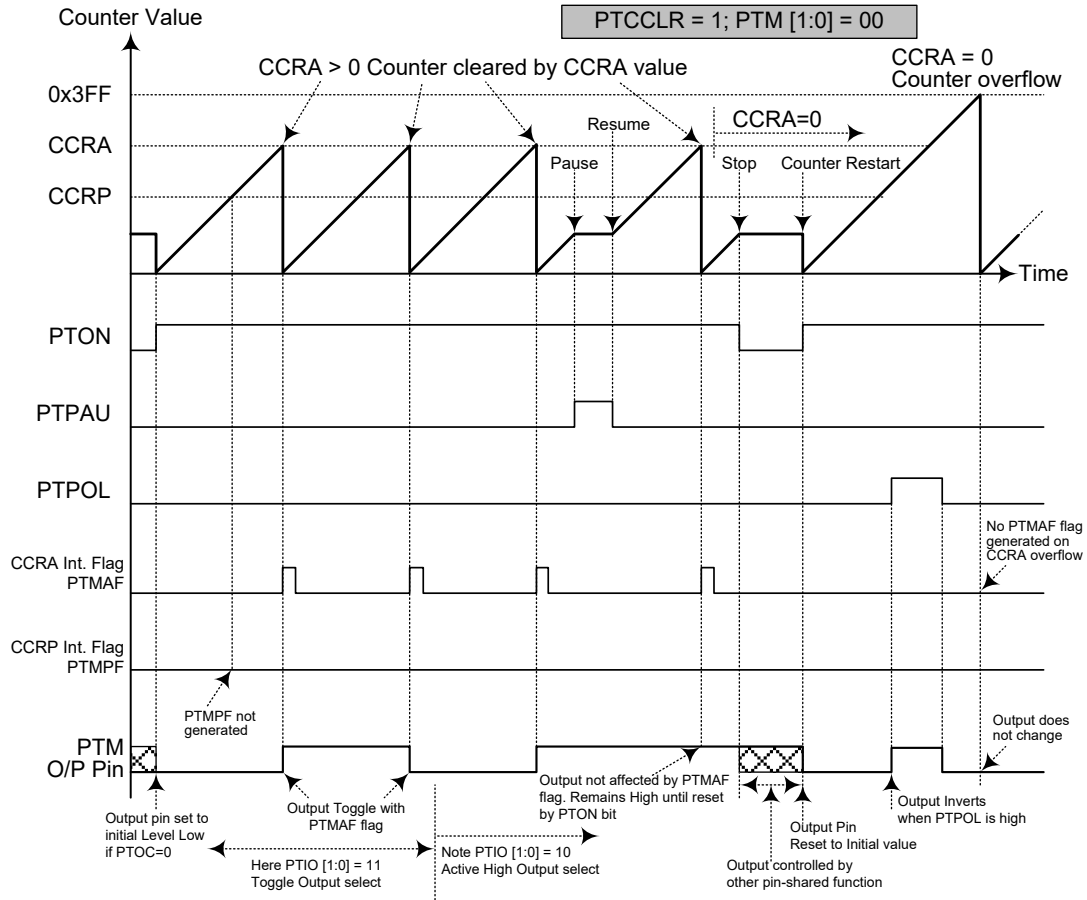 Counter Value
PTCCLR = 1; PTM [1:0] = 00
CCRA > 0 Counter cleared by CCRA value
CCRA = 0
Counter overflow
0x3FF
CCRA=0
Resume
CCRA
Pause
Stop
Counter Restart
CCRP
Time
PTON
PTPAU
PTPOL
No PTMAF flag
generated on
CCRA overflow
CCRA Int. Flag
PTMAF
CCRP Int. Flag
PTMPF
PTMPF not
generated
Output does
not change
PTM
O/P Pin
Output pin set to
initial Level Low
if PTOC=0
Output Toggle with
PTMAF flag
Here PTIO [1:0] = 11
Toggle Output select
Note PTIO [1:0] = 10
Active High Output select
Output not affected by PTMAF
flag. Remains High until reset
by PTON bit
Output controlled by
other pin-shared function
Output Pin
Reset to Initial value
Output Inverts
when PTPOL is high